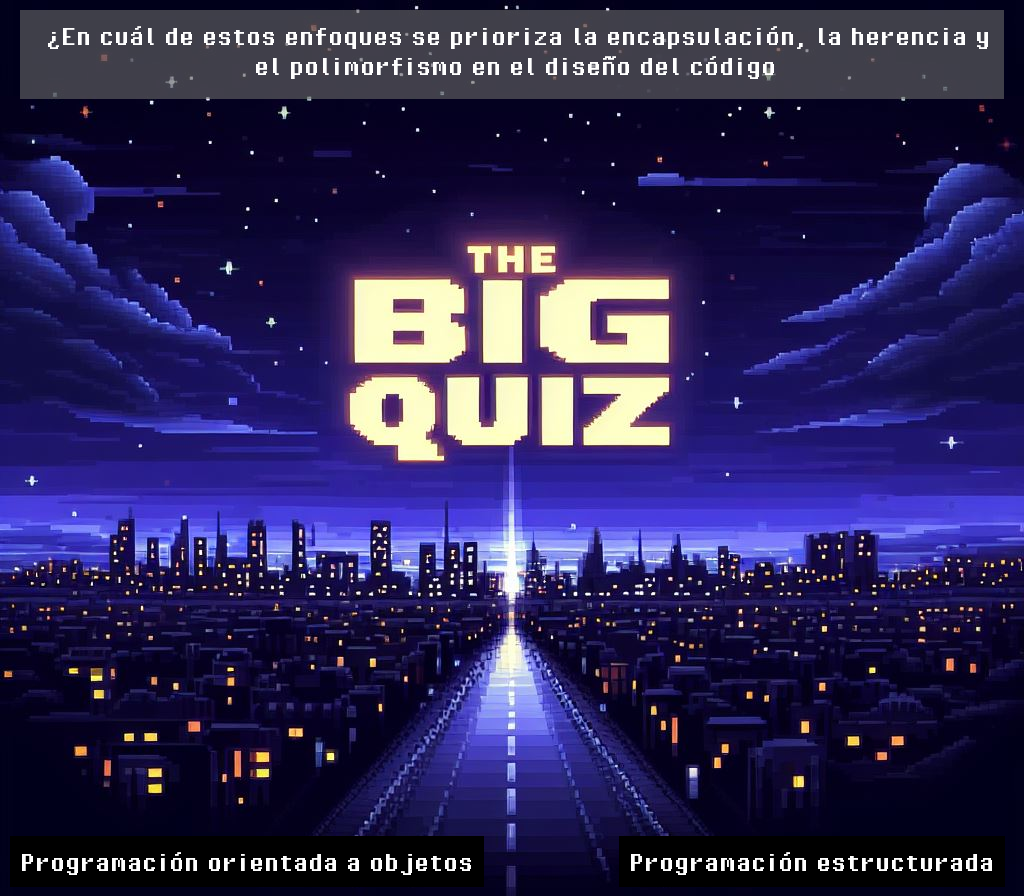 ¿En cuál de estos enfoques se prioriza la encapsulación, la herencia y
el polimorfismo en el diseño del código
THE
BIG
QUIZ
Programación orientada a objetos
Programación estructurada